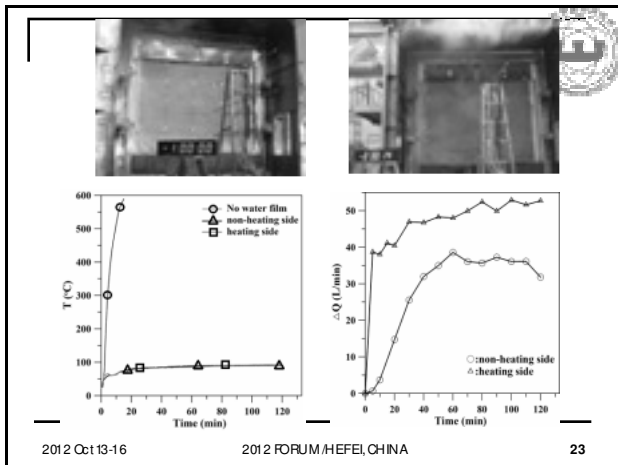 600
500
400
300
200
100
0
T (°C)
No water film
non-heating side
heating side
0 20 40 60 80 100 120
Time (min)
50
40
30
20
10
0
△Q (L/min)
:non-heating side
:heating side
0 20 40 60 80 100 120
Time (min)
2012 Oct 13-16 2012 FORUM /HEFEI, CHINA 23